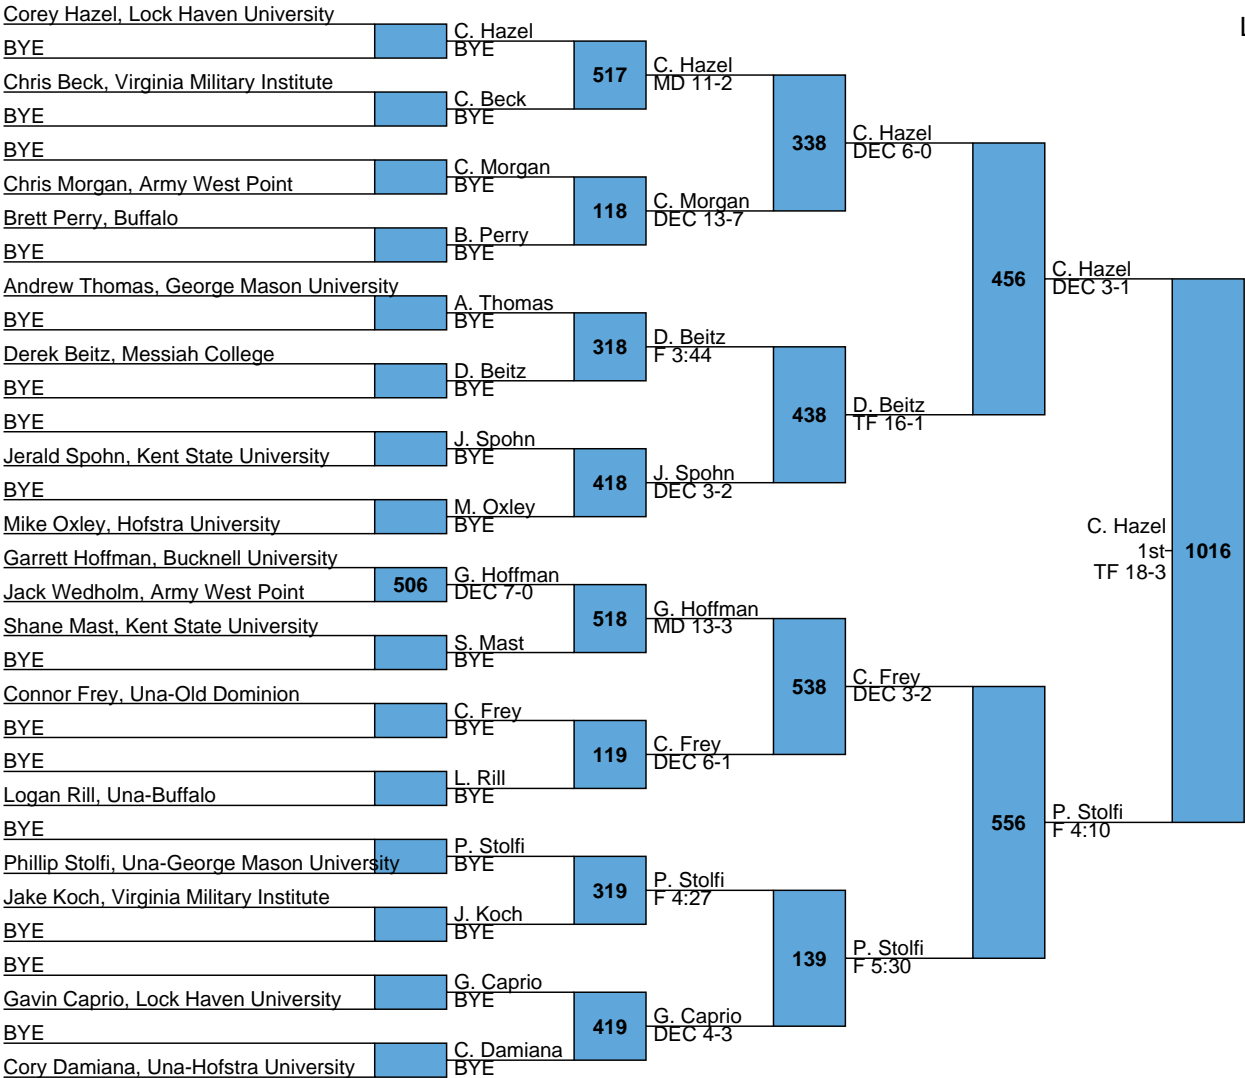 Corey Hazel, Lock Haven University
BYE
Chris Beck, Virginia Military Institute
BYE
BYE
Chris Morgan, Army West Point
Brett Perry, Buffalo
BYE
Andrew Thomas, George Mason University
BYE
Derek Beitz, Messiah College
BYE
BYE
Jerald Spohn, Kent State University
BYE
Mike Oxley, Hofstra University
Garrett Hoffman, Bucknell University
Jack Wedholm, Army West Point
Shane Mast, Kent State University
BYE
Connor Frey, Una-Old Dominion
BYE
BYE
Logan Rill, Una-Buffalo
BYE
Phillip Stolfi, Una-George Mason University
Jake Koch, Virginia Military Institute
BYE
BYE
Gavin Caprio, Lock Haven University
BYE
Cory Damiana, Una-Hofstra University
506
C. Hazel
BYE
C. Beck
BYE
C. Morgan
BYE
B. Perry
BYE
A. Thomas
BYE
D. Beitz
BYE
J. Spohn
BYE
M. Oxley
BYE
G. Hoffman
DEC 7-0
S. Mast
BYE
C. Frey
BYE
L. Rill
BYE
P. Stolfi
BYE
J. Koch
BYE
G. Caprio
BYE
C. Damiana
BYE
517
118
318
418
518
119
319
419
C. Hazel
MD 11-2
C. Morgan
DEC 13-7
D. Beitz
F 3:44
J. Spohn
DEC 3-2
G. Hoffman
MD 13-3
C. Frey
DEC 6-1
P. Stolfi
F 4:27
G. Caprio
DEC 4-3
338
438
538
139
C. Hazel
DEC 6-0
D. Beitz
TF 16-1
C. Frey
DEC 3-2
P. Stolfi
F 5:30
456
556
C. Hazel
DEC 3-1
P. Stolfi
F 4:10
C. Hazel
1st
TF 18-3
1016